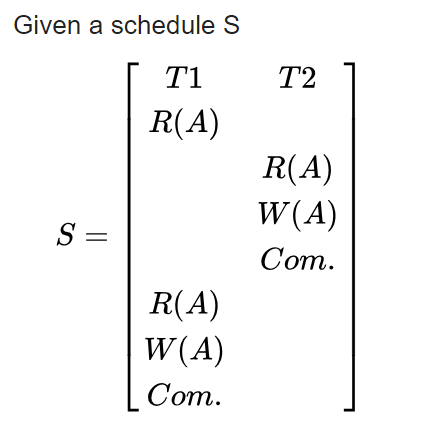 Given a schedule S
T1 T2
R(A)
R(A)
W(A)
S =
Com.
R(A)
W(A)
Com.